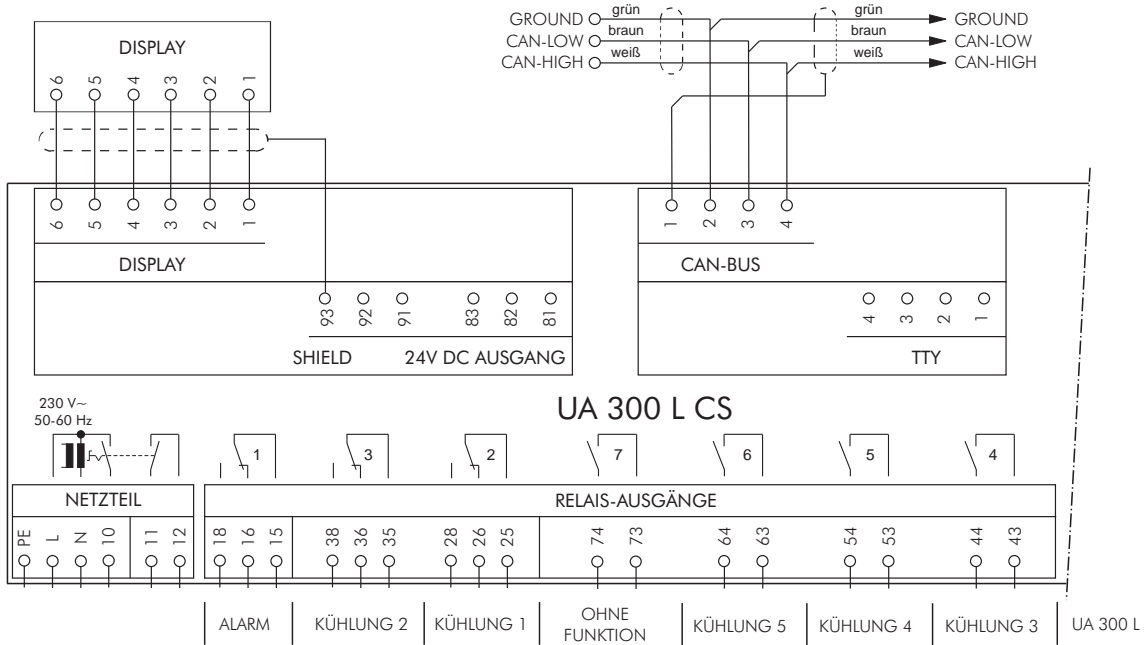 GROUND grün grün GROUND
CAN-LOW braun braun CAN-LOW
CAN-HIGH weiß weiß CAN-HIGH
DISPLAY
6 5 4 3 2 1
6 5 4 3 2 1
DISPLAY
1 2 3 4
CAN-BUS
93 92 91 83 82 81
SHIELD 24V DC AUSGANG
4 3 2 1
TTY
UA 300 L CS
230 V~
50-60 Hz
1 3 2 7 6 5 4
NETZTEIL
RELAIS-AUSGÄNGE
PE L N 10 11 12
18 16 15 38 36 35 28 26 25 74 73 64 63 54 53 44 43
ALARM KÜHLUNG 2 KÜHLUNG 1 OHNE FUNKTION KÜHLUNG 5 KÜHLUNG 4 KÜHLUNG 3 UA 300 L